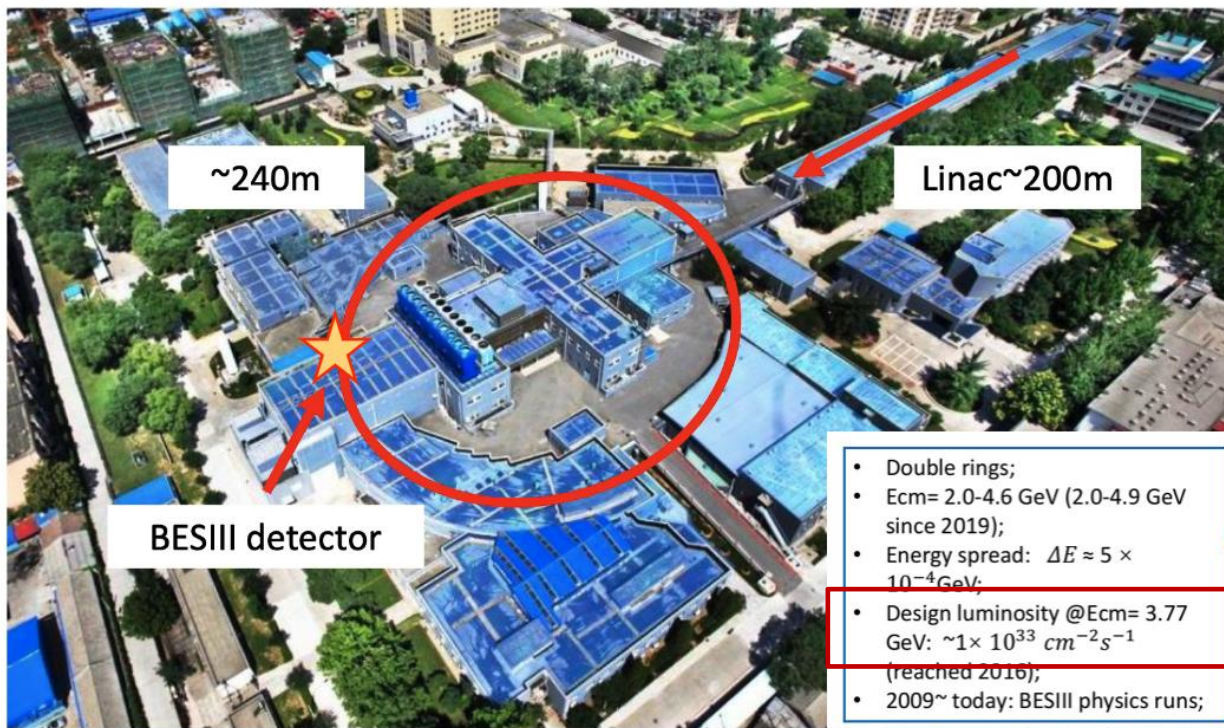 ~240m
Linac~200m
BESIII detector
• Double rings;
• Ecm= 2.0-4.6 GeV (2.0-4.9 GeV
since 2019);
• Energy spread: 𝛥𝐸 ≈ 5 ×
10⁻⁴GeV;
• Design luminosity @Ecm= 3.77
GeV: ~1× 10³³ 𝑐𝑚⁻²𝑠⁻¹
(reached 2016);
• 2009~ today: BESIII physics runs;